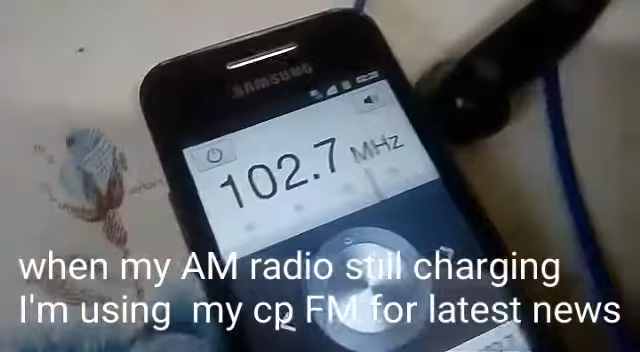 SAMSUNG
102.7 MHz
when my AM radio still charging
I'm using my cp FM for latest news